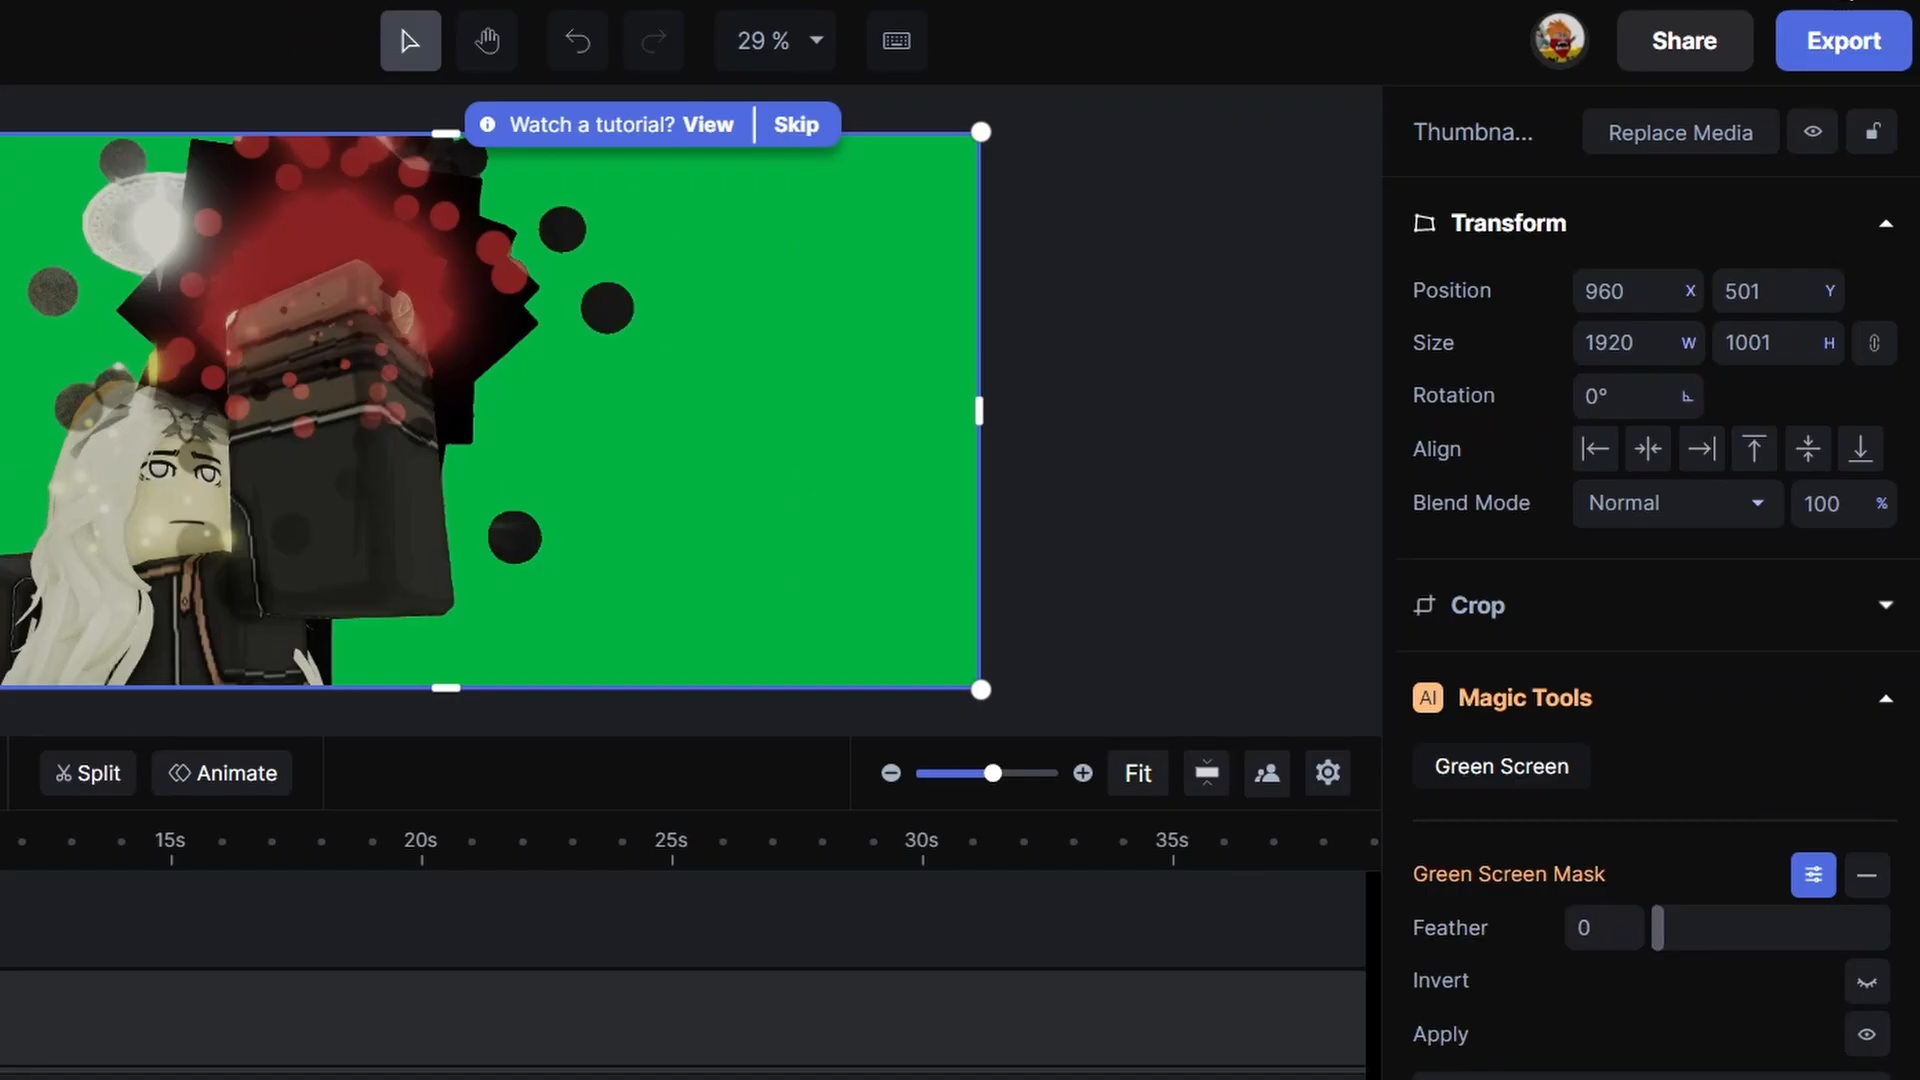 29 %
Share
Export
Watch a tutorial? View
Skip
Thumbna...
Replace Media
Transform
Position
960 X
501 Y
Size
1920 W
1001 H
Rotation
0°
Align
Blend Mode
Normal
100 %
Crop
AI Magic Tools
Green Screen
Split
Animate
Fit
15s
20s
25s
30s
35s
Green Screen Mask
Feather
0
Invert
Apply